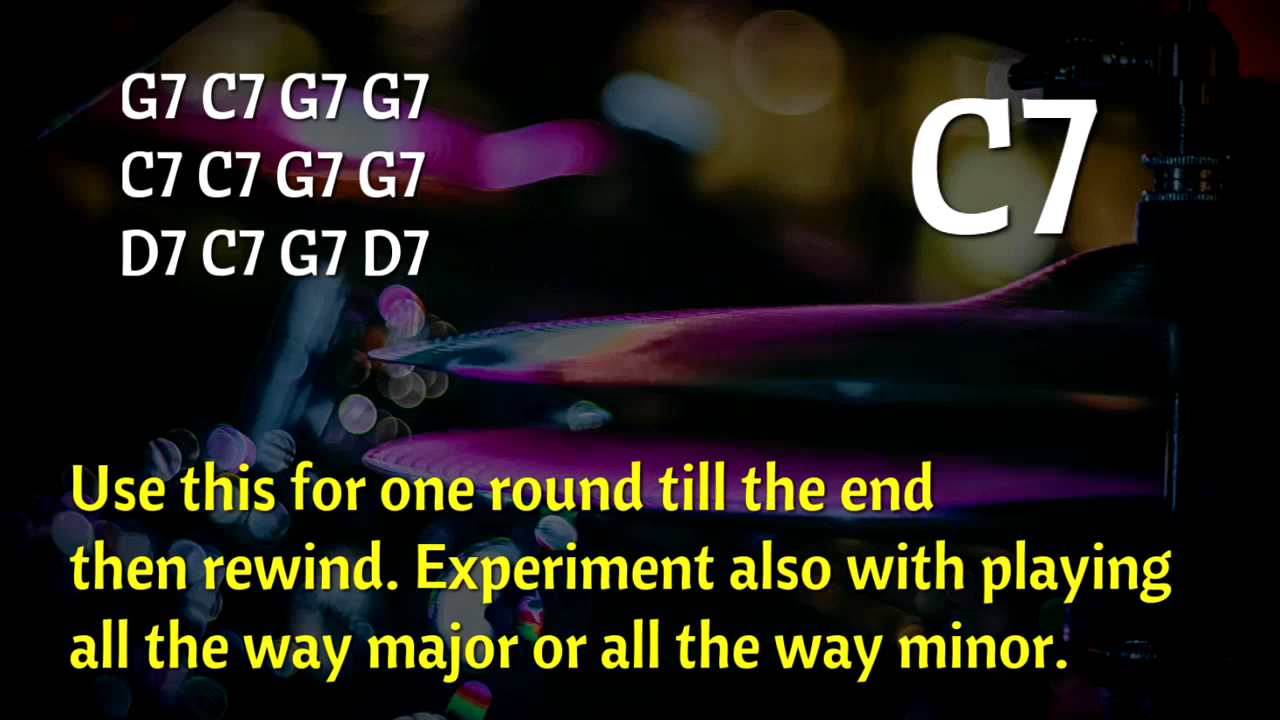 G7 C7 G7 G7
C7 C7 G7 G7
D7 C7 G7 D7
C7
Use this for one round till the end
then rewind. Experiment also with playing
all the way major or all the way minor.